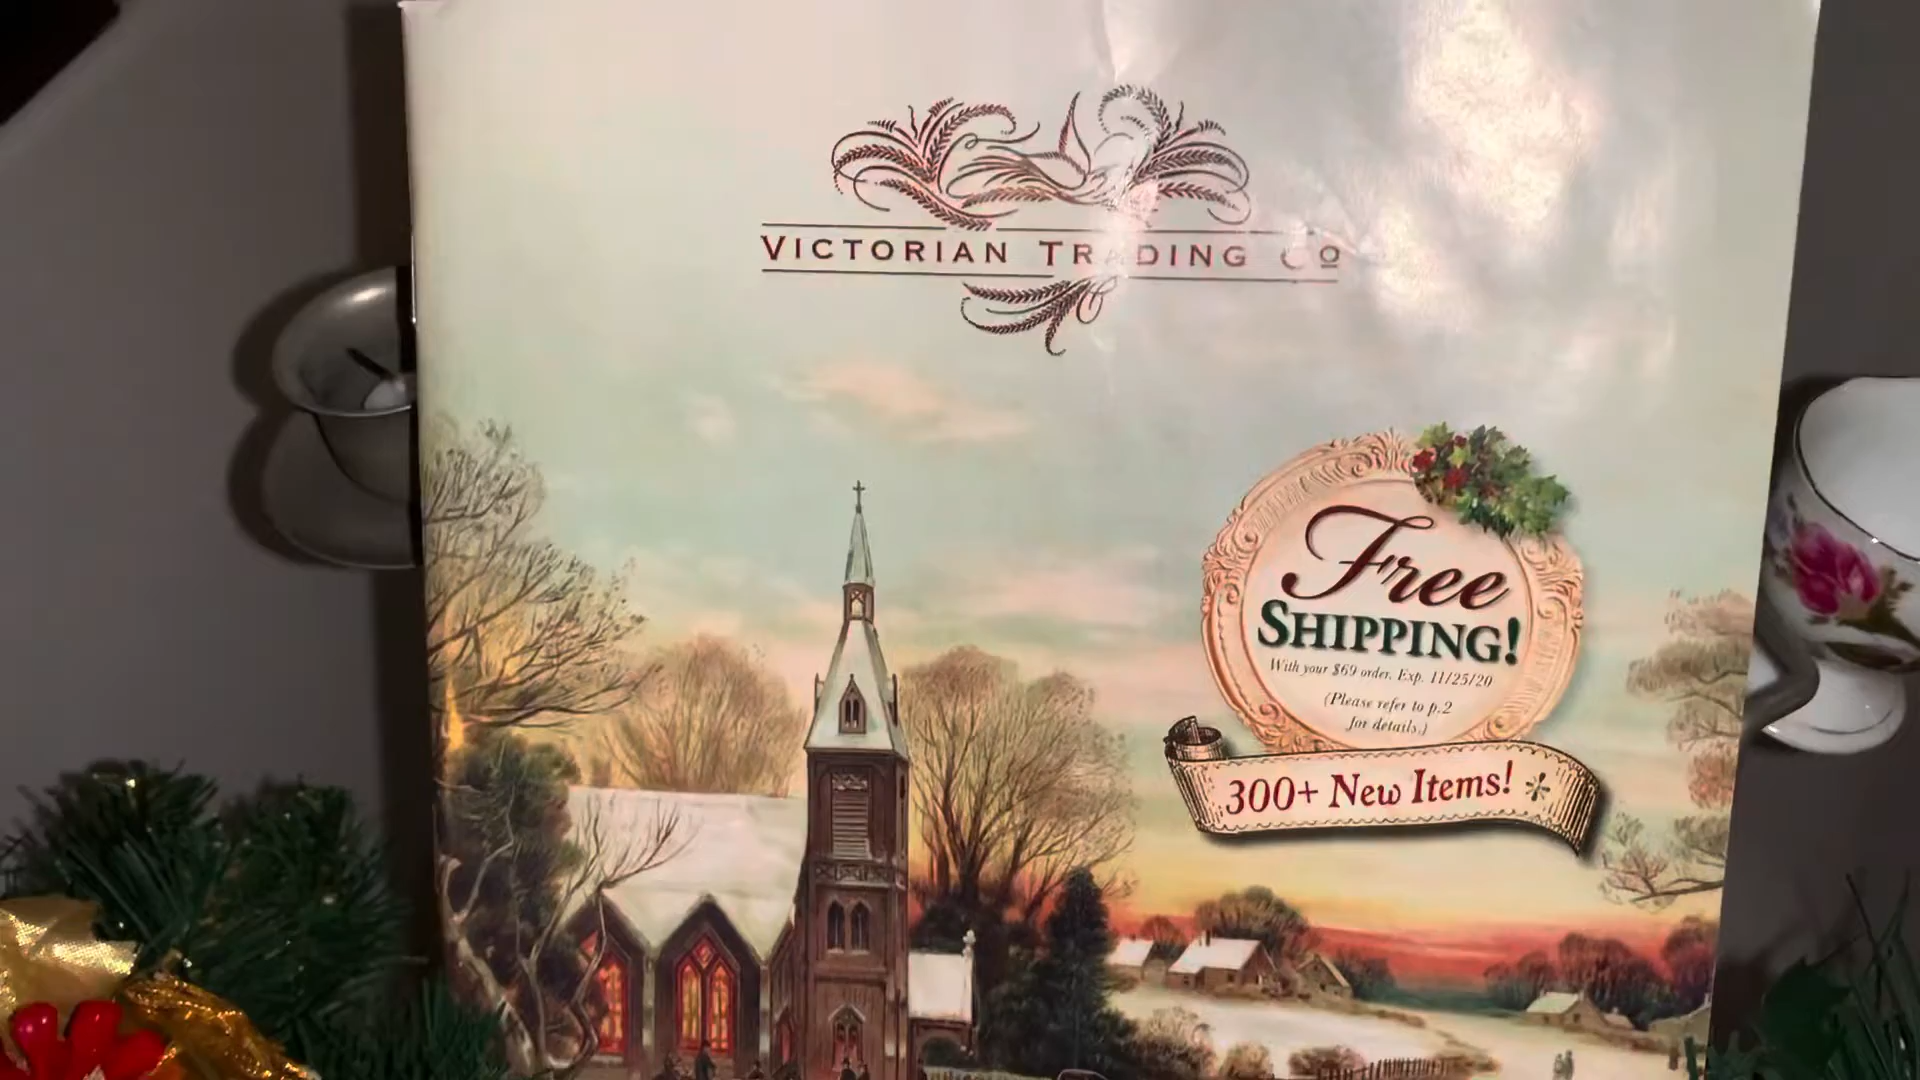 VICTORIAN TRADING CO
Free
SHIPPING!
With your $69 order. Exp. 11/25/20
(Please refer to p.2
for details.)
300+ New Items! *